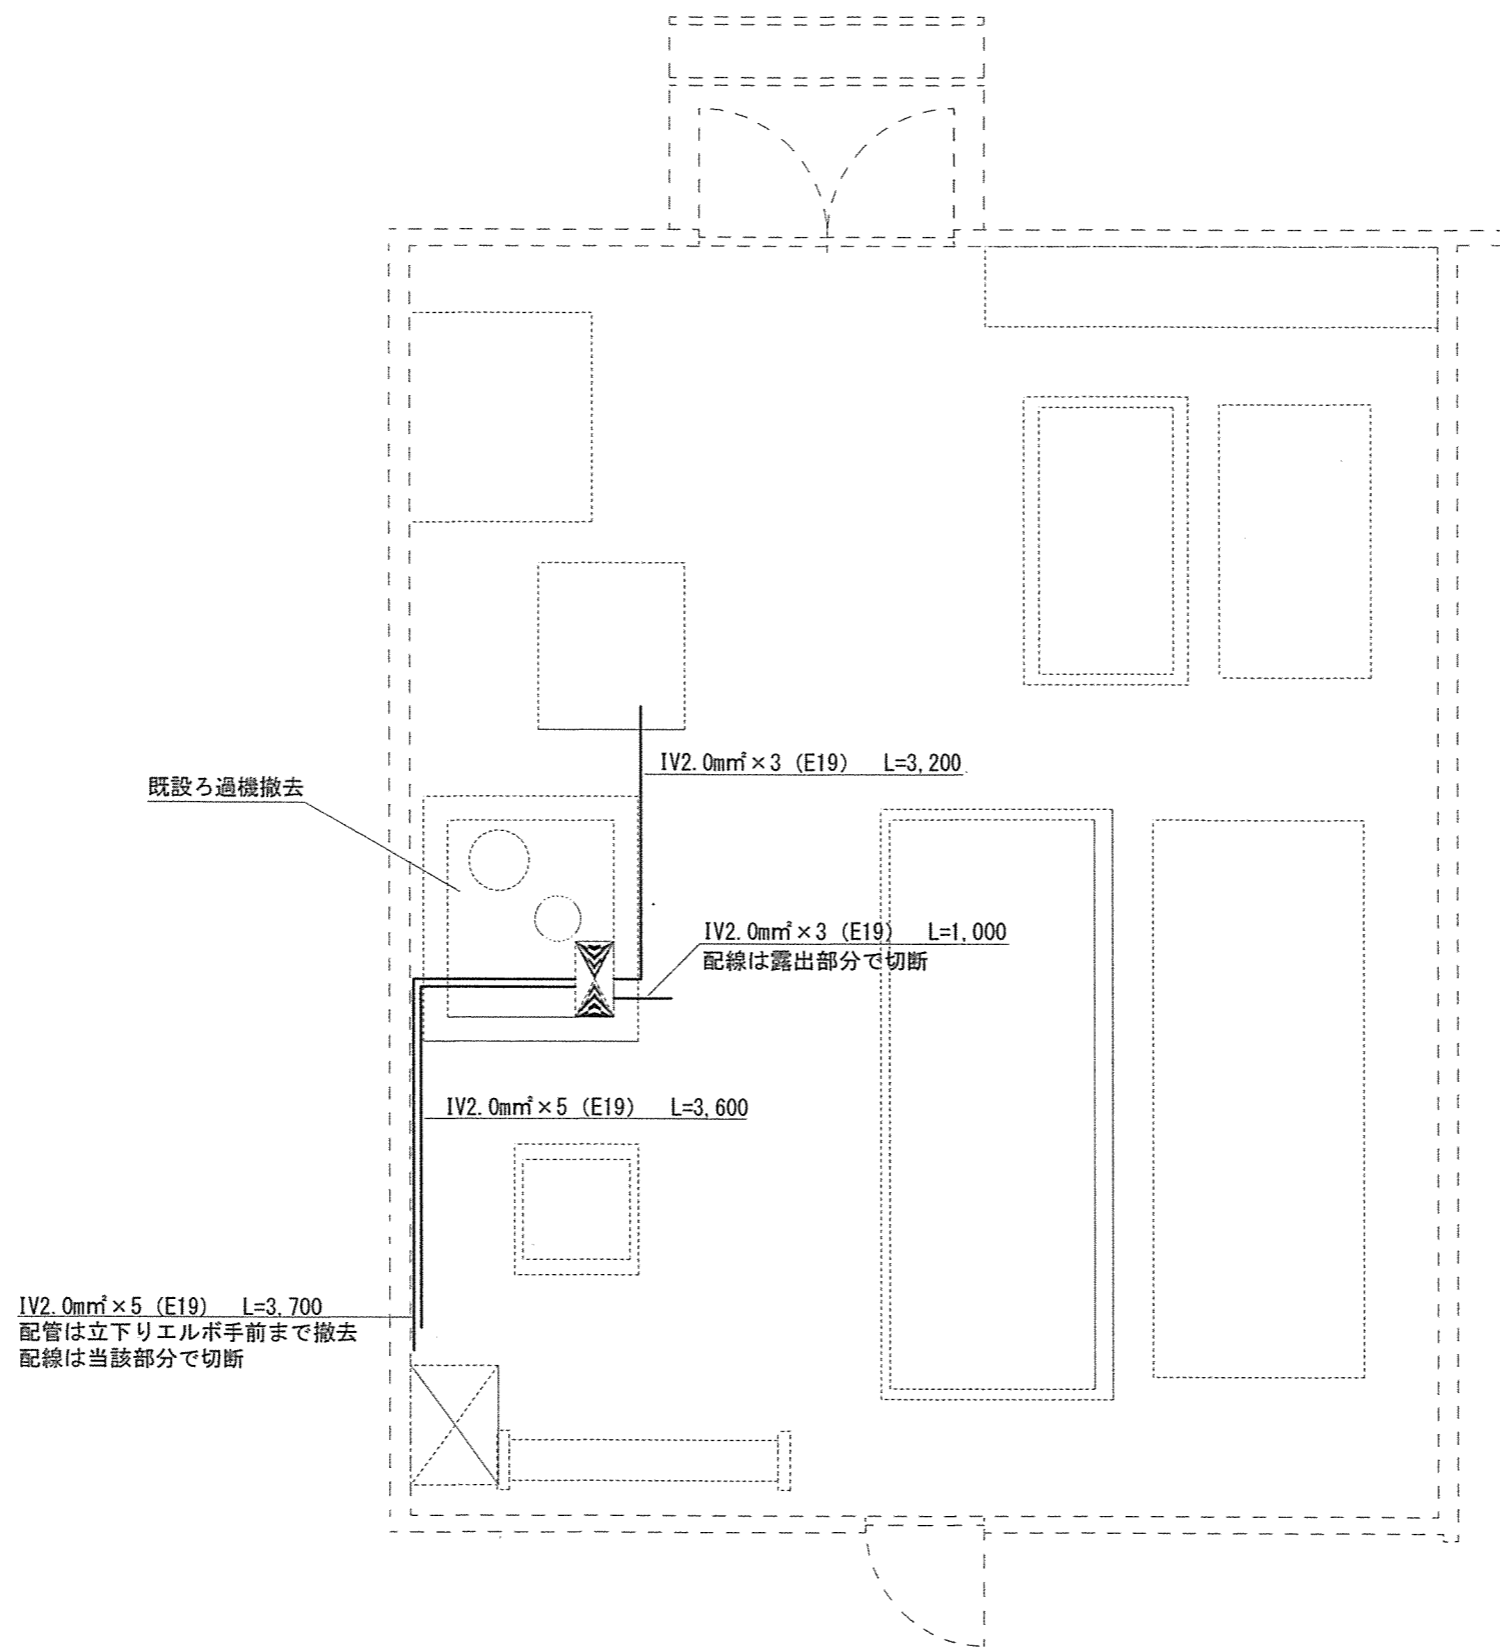 IV2.0m㎡×3 (E19)  L=3,200
既設ろ過機撤去
IV2.0m㎡×3 (E19)  L=1,000
配線は露出部分で切断
IV2.0m㎡×5 (E19)  L=3,600
IV2.0m㎡×5 (E19)  L=3,700
配管は立下りエルボ手前まで撤去
配線は当該部分で切断